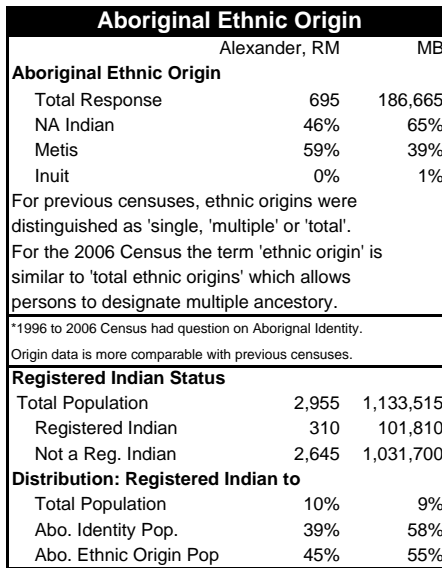 Aboriginal Ethnic Origin
Alexander, RM MB
Aboriginal Ethnic Origin
Total Response 695 186,665
NA Indian 46% 65%
Metis 59% 39%
Inuit 0% 1%
For previous censuses, ethnic origins were
distinguished as 'single, 'multiple' or 'total'.
For the 2006 Census the term 'ethnic origin' is
similar to 'total ethnic origins' which allows
persons to designate multiple ancestory.
*1996 to 2006 Census had question on Aborignal Identity.
Origin data is more comparable with previous censuses.
Registered Indian Status
Total Population 2,955 1,133,515
Registered Indian 310 101,810
Not a Reg. Indian 2,645 1,031,700
Distribution: Registered Indian to
Total Population 10% 9%
Abo. Identity Pop. 39% 58%
Abo. Ethnic Origin Pop 45% 55%